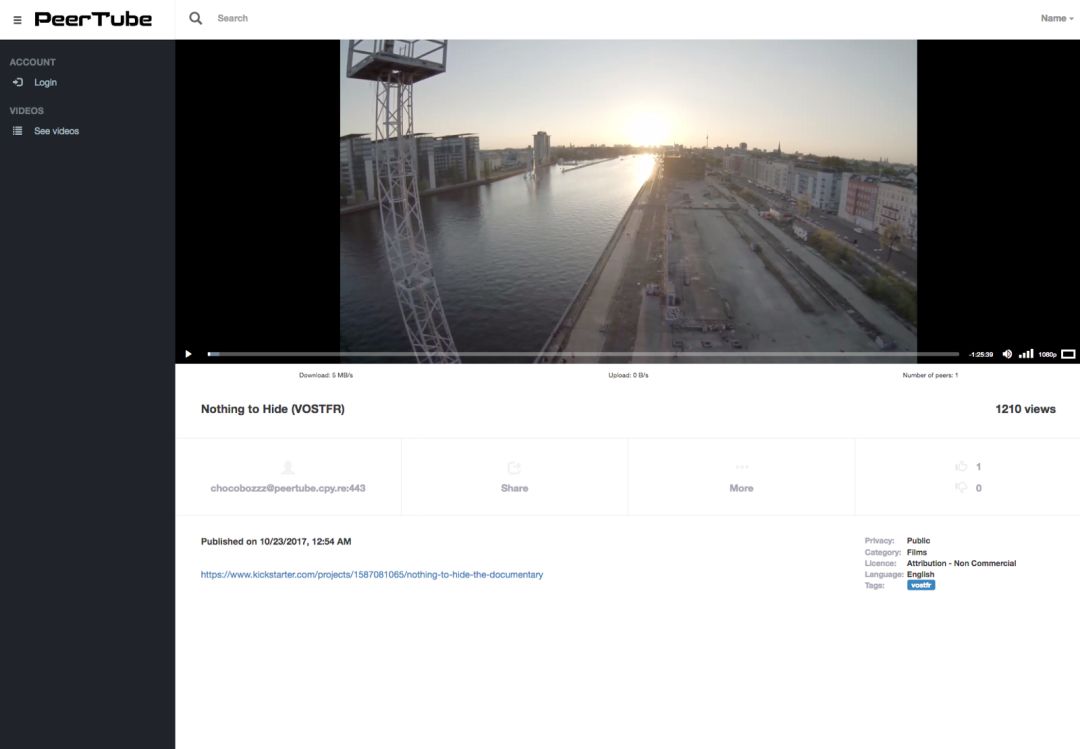 PeerTube
Search
Name
ACCOUNT
Login
VIDEOS
See videos
-1:25:39
1080p
Download: 5 MB/s
Upload: 0 B/s
Number of peers: 1
Nothing to Hide (VOSTFR)
1210 views
chocobozzz@peertube.cpy.re:443
Share
More
1
0
Published on 10/23/2017, 12:54 AM
https://www.kickstarter.com/projects/1587081065/nothing-to-hide-the-documentary
Privacy: Public
Category: Films
Licence: Attribution - Non Commercial
Language: English
Tags: vostfr